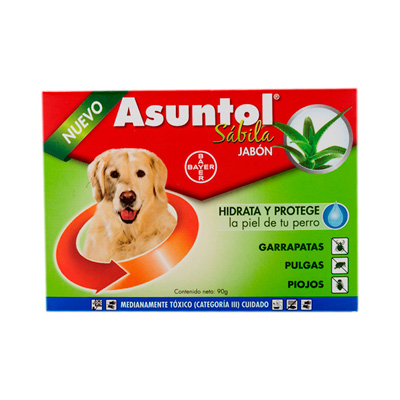 NUEVO
Asuntol®
Sábila
JABÓN
BAYER
BAYER
HIDRATA Y PROTEGE
la piel de tu perro
GARRAPATAS
PULGAS
PIOJOS
Contenido neto: 90g
MEDIANAMENTE TÓXICO (CATEGORÍA III) CUIDADO